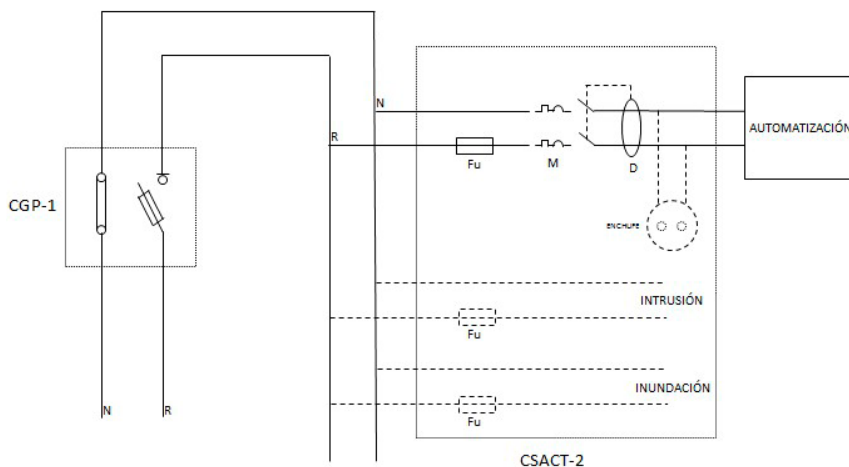 N
R
AUTOMATIZACIÓN
Fu
M
D
CGP-1
ENCHUFE
INTRUSIÓN
Fu
INUNDACIÓN
N
R
Fu
CSACT-2